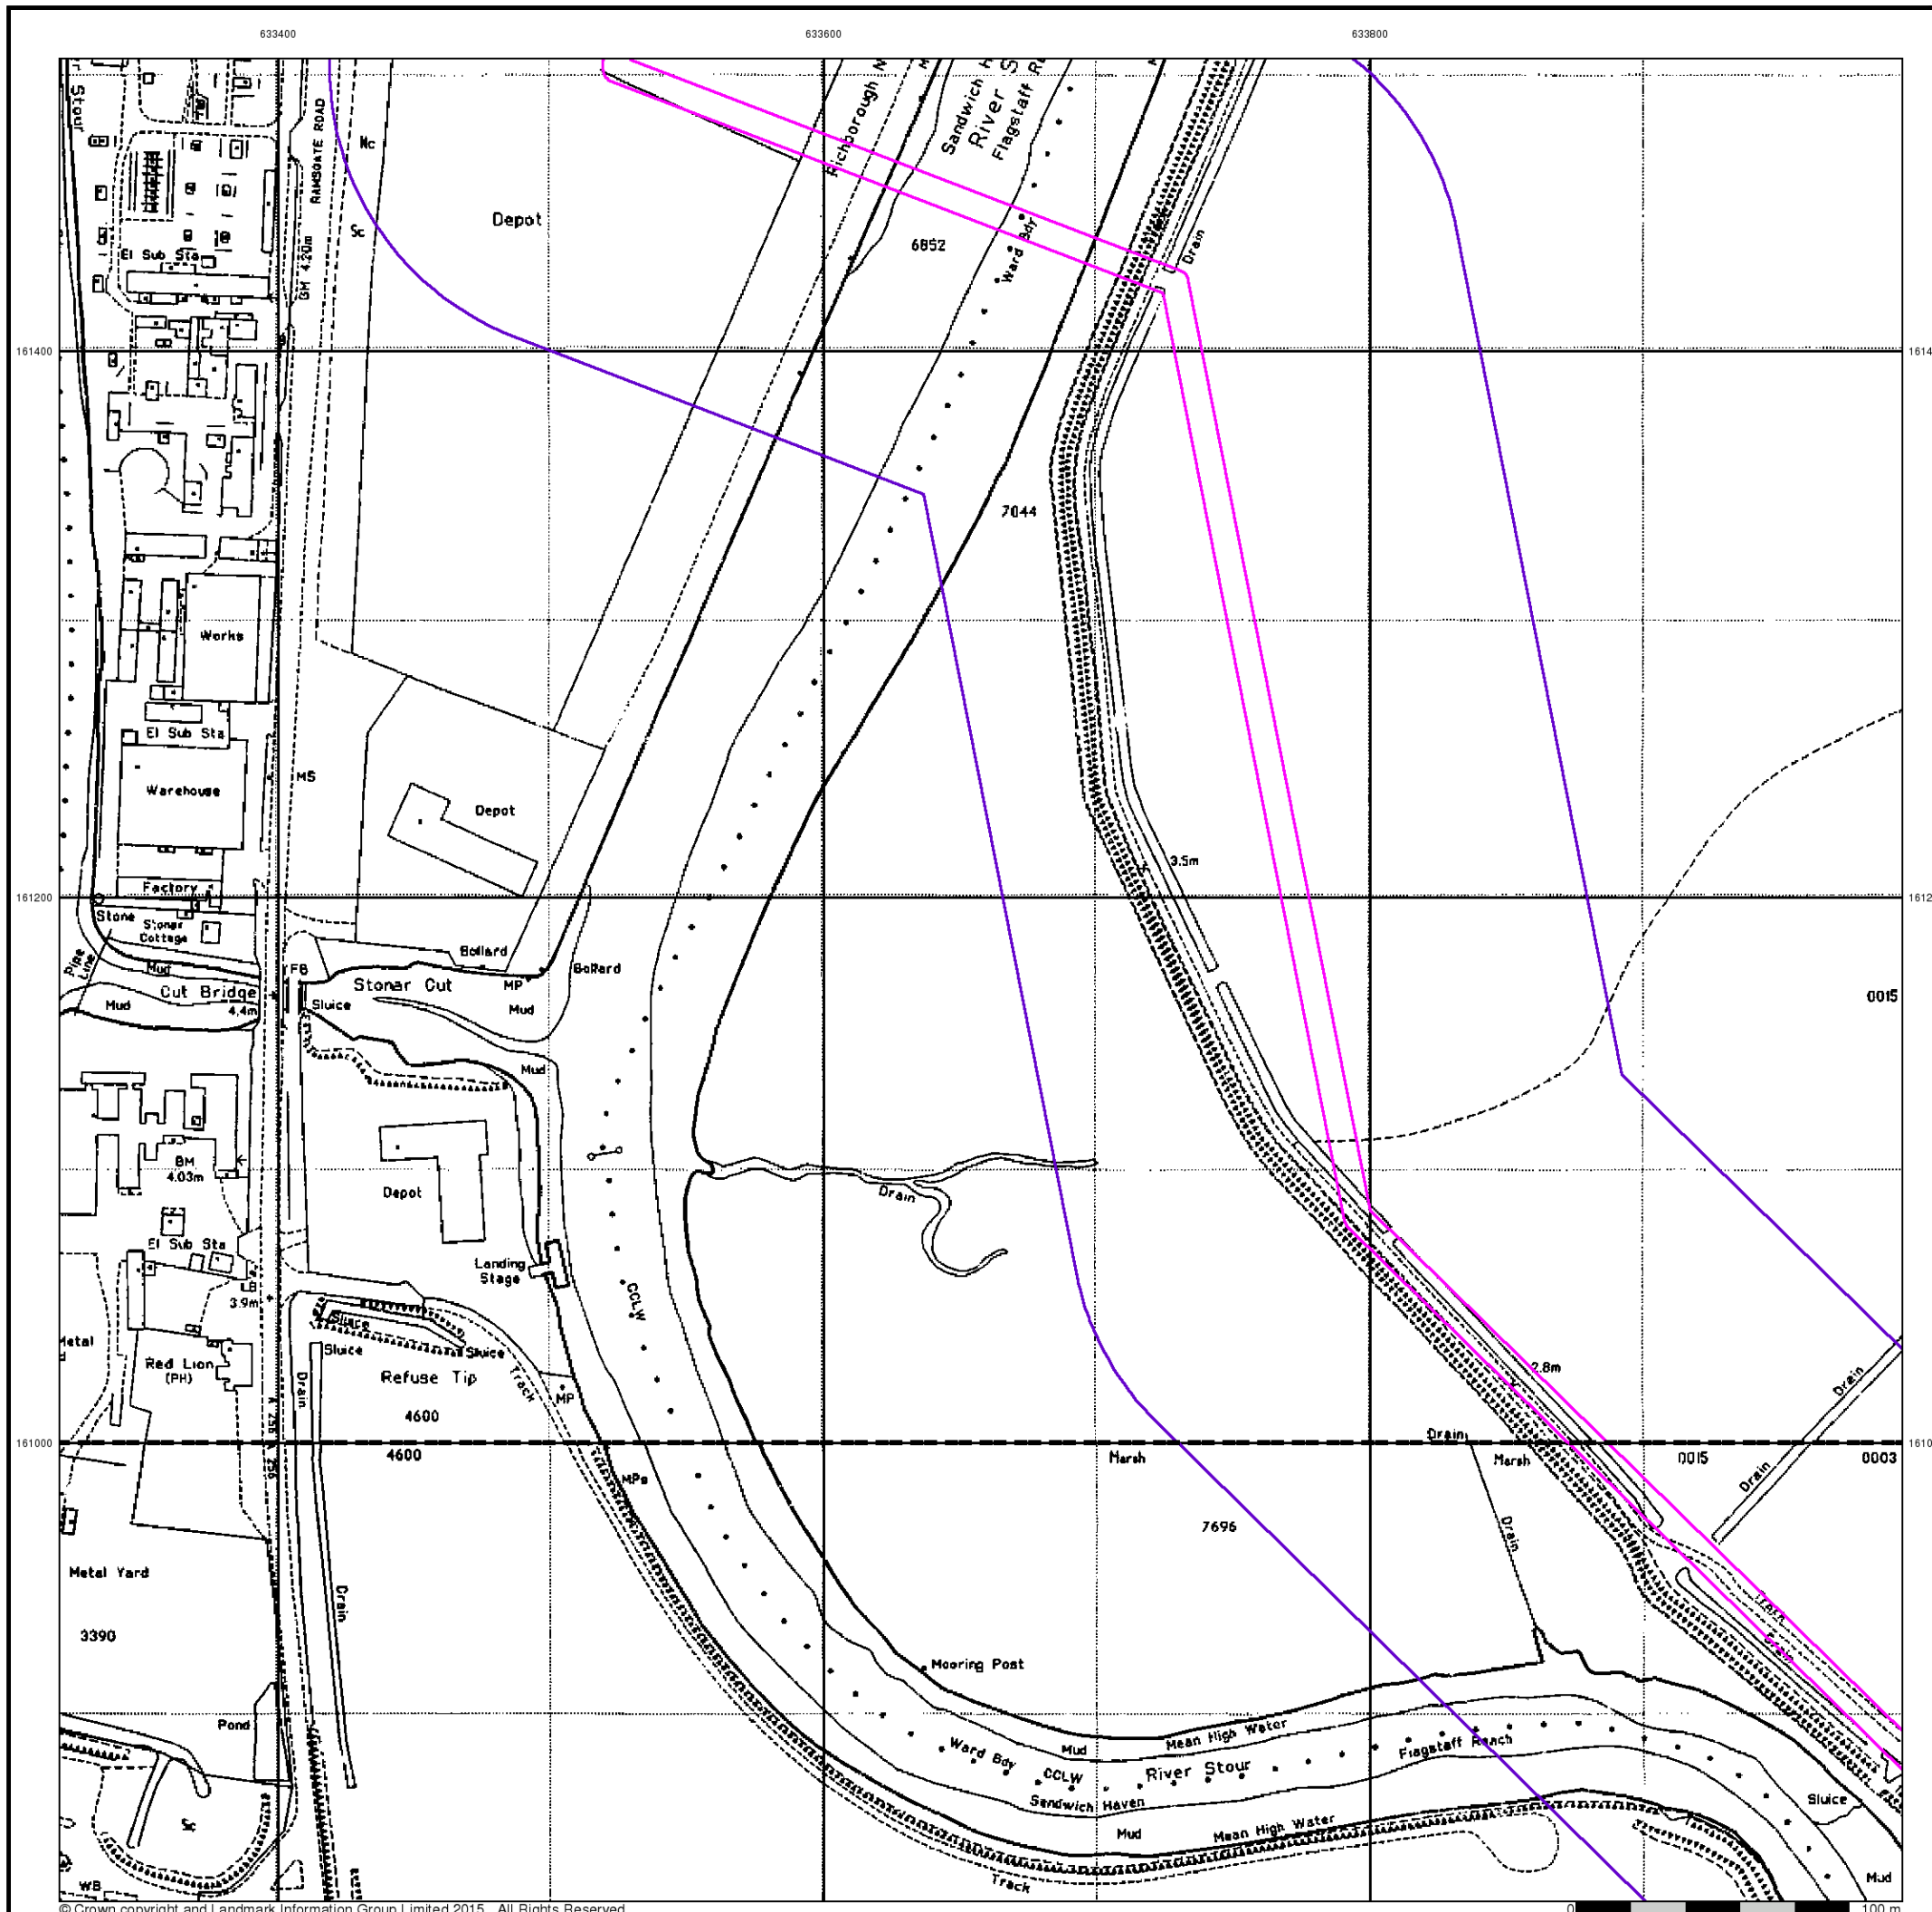 633400
633600
633800
Stour
RAMSGATE ROAD
Nc
Sc
Depot
Sandwich H
River S
Flagstaff R
Richborough N
6852
Ward Bdy
Drain
El Sub Sta
GM 4.20m
161400
1614
7044
Works
El Sub Sta
MS
Warehouse
Depot
3.5m
Factory
161200
1612
Stone
Stonar
Cottage
Bollard
Bollard
Pipe
Line
Mud
FB
Cut Bridge
Stonar Cut
MP
0015
Mud
4.4m
Sluice
Mud
Mud
BM
4.03m
Depot
Drain
El Sub Sta
Landing
Stage
LB
3.9m
CCLW
Sluice
Metal
Sluice
Sluice
Red Lion
(PH)
Drain
Refuse Tip
Track
MP
2.8m
Drain
4600
A 256
161000
1610
4600
A 256
MPs
Marsh
Drain
Marsh
0015
0003
Drain
7696
Drain
Metal Yard
Drain
3390
Track
Drain
Mooring Post
Pond
Mean High Water
Ward Bdy
Mud
Flagstaff Reach
CCLW
River Stour
Sandwich Haven
Sluice
Sc
Mud
Mean High Water
Track
WB
Mud
© Crown copyright and Landmark Information Group Limited 2015. All Rights Reserved.
0
100 m